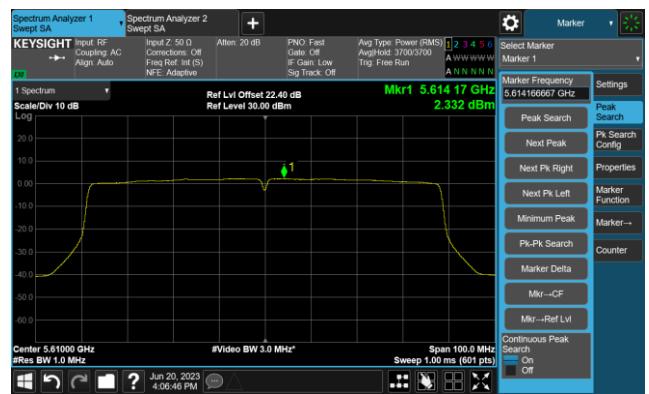 Spectrum Analyzer 1
Swept SA
Spectrum Analyzer 2
Swept SA
+
Marker
KEYSIGHT
Input: RF
Coupling: AC
Align: Auto
Input Z: 50 Ω
Corrections: Off
Freq Ref: Int (S)
NFE: Adaptive
Atten: 20 dB
PNO: Fast
Gate: Off
IF Gain: Low
Sig Track: Off
Avg Type: Power (RMS)
Avg|Hold: 3700/3700
Trig: Free Run
1 2 3 4 5 6
A W W W W W
A N N N N N
Select Marker
Marker 1
1 Spectrum
Scale/Div 10 dB
Log
Ref Lvl Offset 22.40 dB
Ref Level 30.00 dBm
Mkr1 5.614 17 GHz
2.332 dBm
20.0
10.0
0.00
-10.0
-20.0
-30.0
-40.0
-50.0
-60.0
1
Center 5.61000 GHz
#Res BW 1.0 MHz
#Video BW 3.0 MHz*
Span 100.0 MHz
Sweep 1.00 ms (601 pts)
Marker Frequency
5.614166667 GHz
Peak Search
Next Peak
Next Pk Right
Next Pk Left
Minimum Peak
Pk-Pk Search
Marker Delta
Mkr→CF
Mkr→Ref Lvl
Continuous Peak
Search
On
Off
Settings
Peak
Search
Pk Search
Config
Properties
Marker
Function
Marker→
Counter
?
Jun 20, 2023
4:06:46 PM